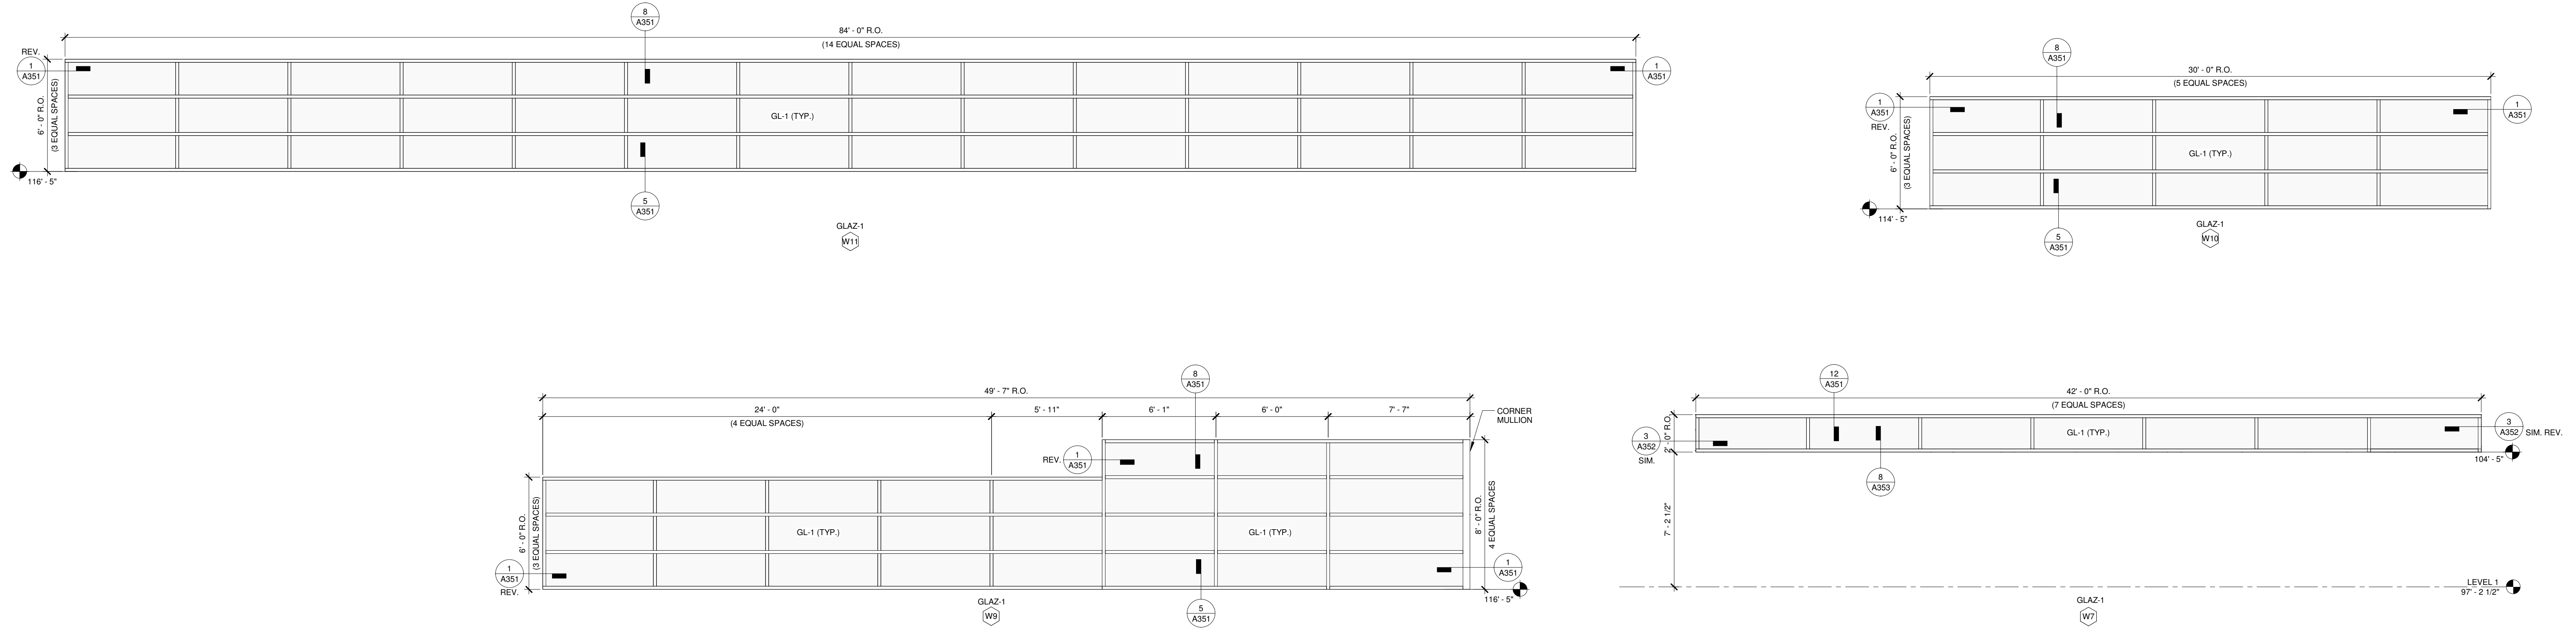 8
A351
84' - 0" R.O.
(14 EQUAL SPACES)
REV.
1
A351
6' - 0" R.O.
(3 EQUAL SPACES)
1
A351
GL-1 (TYP.)
116' - 5"
5
A351
GLAZ-1
W11
8
A351
30' - 0" R.O.
(5 EQUAL SPACES)
1
A351
REV.
6' - 0" R.O.
(3 EQUAL SPACES)
1
A351
GL-1 (TYP.)
114' - 5"
5
A351
GLAZ-1
W10
8
A351
49' - 7" R.O.
24' - 0"
(4 EQUAL SPACES)
5' - 11"
6' - 1"
6' - 0"
7' - 7"
CORNER
MULLION
REV.
1
A351
6' - 0" R.O.
(3 EQUAL SPACES)
GL-1 (TYP.)
GL-1 (TYP.)
8' - 0" R.O.
4 EQUAL SPACES
1
A351
REV.
1
A351
116' - 5"
5
A351
GLAZ-1
W9
12
A351
42' - 0" R.O.
(7 EQUAL SPACES)
2' - 0" R.O.
3
A352
SIM.
GL-1 (TYP.)
3
A352
SIM. REV.
104' - 5"
8
A353
7' - 2 1/2"
LEVEL 1
97' - 2 1/2"
GLAZ-1
W7